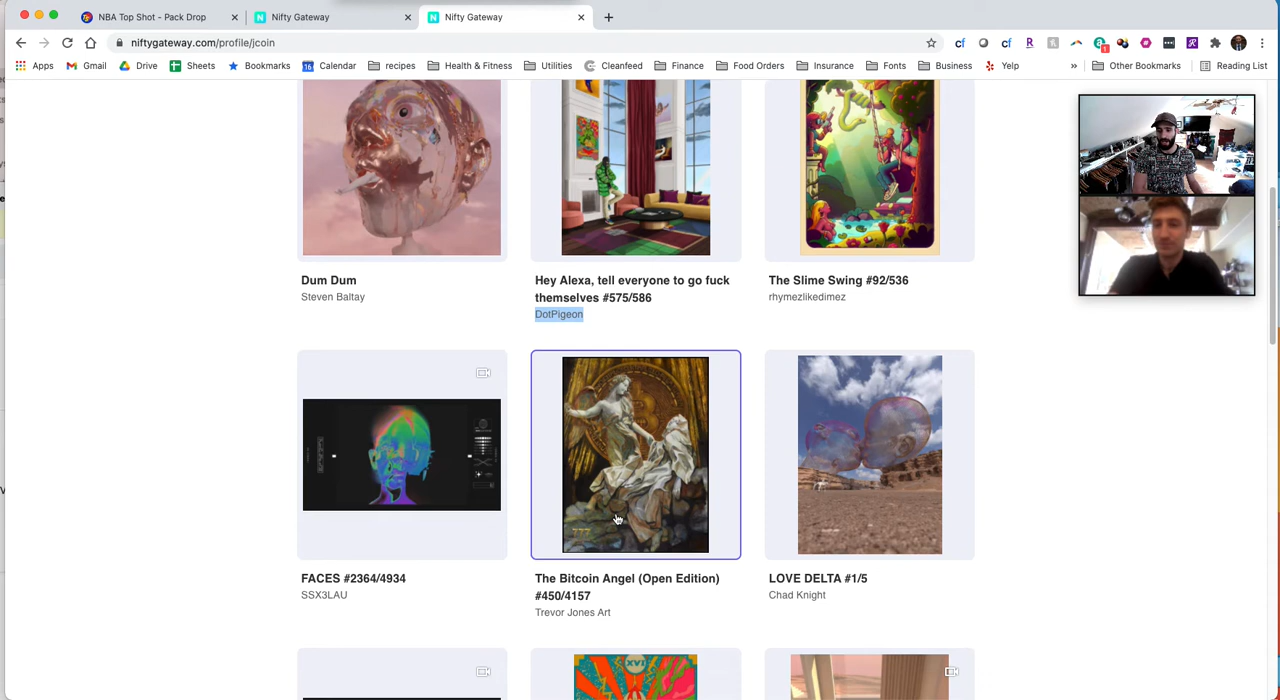 NBA Top Shot - Pack Drop
Nifty Gateway
Nifty Gateway
niftygateway.com/profile/jcoin
Apps
Gmail
Drive
Sheets
Bookmarks
Calendar
recipes
Health & Fitness
Utilities
Cleanfeed
Finance
Food Orders
Insurance
Fonts
Business
Yelp
Other Bookmarks
Reading List
Dum Dum
Steven Baltay
Hey Alexa, tell everyone to go fuck
themselves #575/586
DotPigeon
The Slime Swing #92/536
rhymezlikedimez
FACES #2364/4934
SSX3LAU
The Bitcoin Angel (Open Edition)
#450/4157
Trevor Jones Art
LOVE DELTA #1/5
Chad Knight
XVI